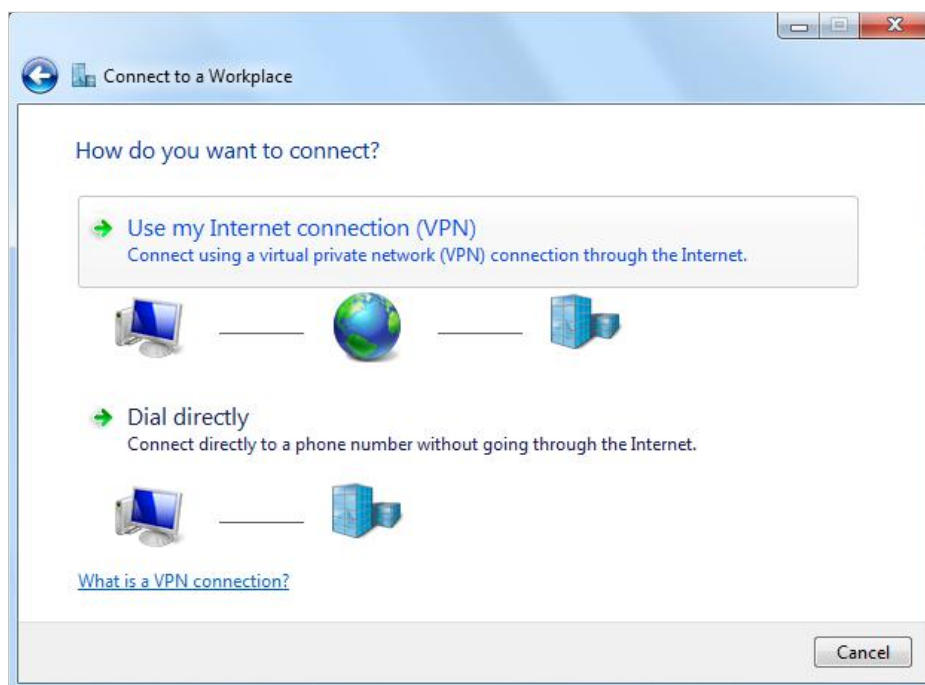 Connect to a Workplace
How do you want to connect?
Use my Internet connection (VPN)
Connect using a virtual private network (VPN) connection through the Internet.
Dial directly
Connect directly to a phone number without going through the Internet.
What is a VPN connection?
Cancel